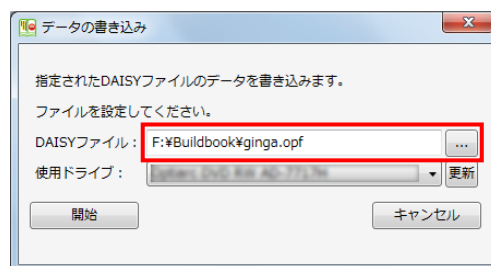 データの書き込み
指定されたDAISYファイルのデータを書き込みます。
ファイルを設定してください。
DAISYファイル： F:¥Buildbook¥ginga.opf ...
使用ドライブ： 更新
開始 キャンセル